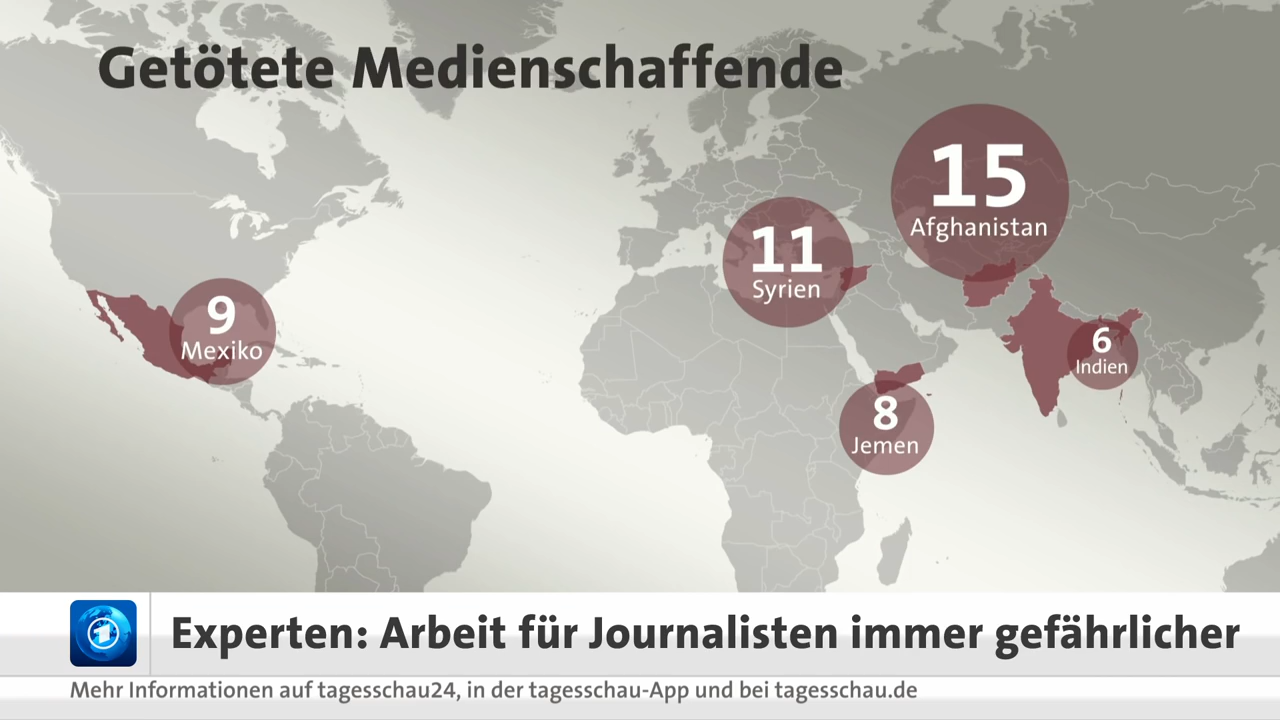 Getötete Medienschaffende
15
Afghanistan
11
Syrien
9
Mexiko
6
Indien
8
Jemen
Experten: Arbeit für Journalisten immer gefährlicher
Mehr Informationen auf tagesschau24, in der tagesschau-App und bei tagesschau.de